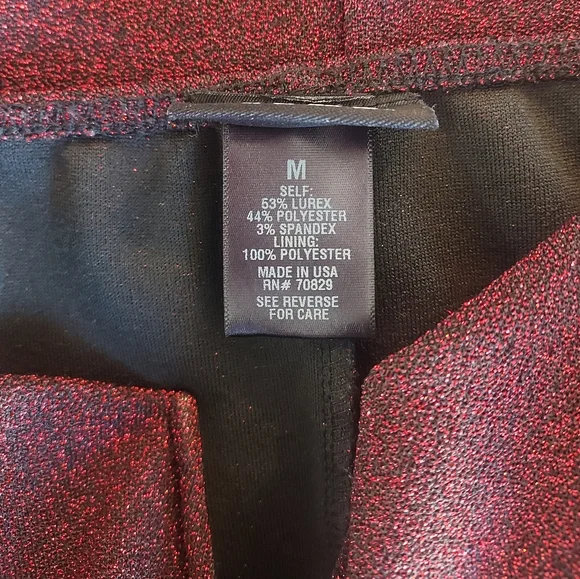 M
SELF:
53% LUREX
44% POLYESTER
3% SPANDEX
LINING:
100% POLYESTER
MADE IN USA
RN# 70829
SEE REVERSE
FOR CARE